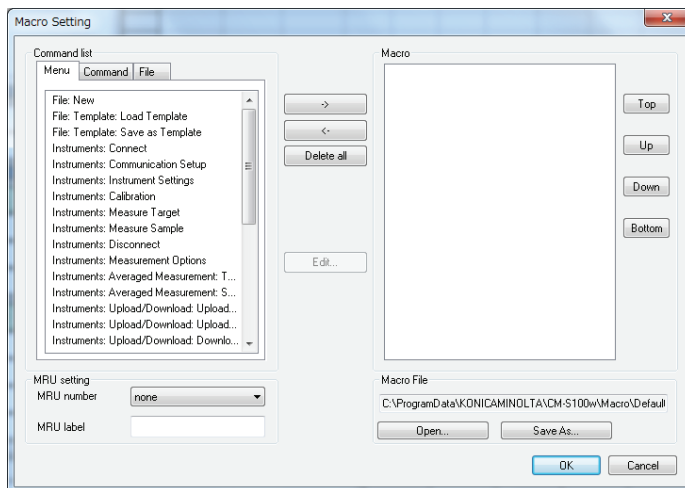 Macro Setting
Command list
Menu
Command
File
File: New
File: Template: Load Template
File: Template: Save as Template
Instruments: Connect
Instruments: Communication Setup
Instruments: Instrument Settings
Instruments: Calibration
Instruments: Measure Target
Instruments: Measure Sample
Instruments: Disconnect
Instruments: Measurement Options
Instruments: Averaged Measurement: T...
Instruments: Averaged Measurement: S...
Instruments: Upload/Download: Upload...
Instruments: Upload/Download: Upload...
Instruments: Upload/Download: Downlo...
->
<-
Delete all
Edit...
Macro
Top
Up
Down
Bottom
MRU setting
MRU number
none
MRU label
Macro File
C:\ProgramData\KONICAMINOLTA\CM-S100w\Macro\Default
Open...
Save As...
OK
Cancel